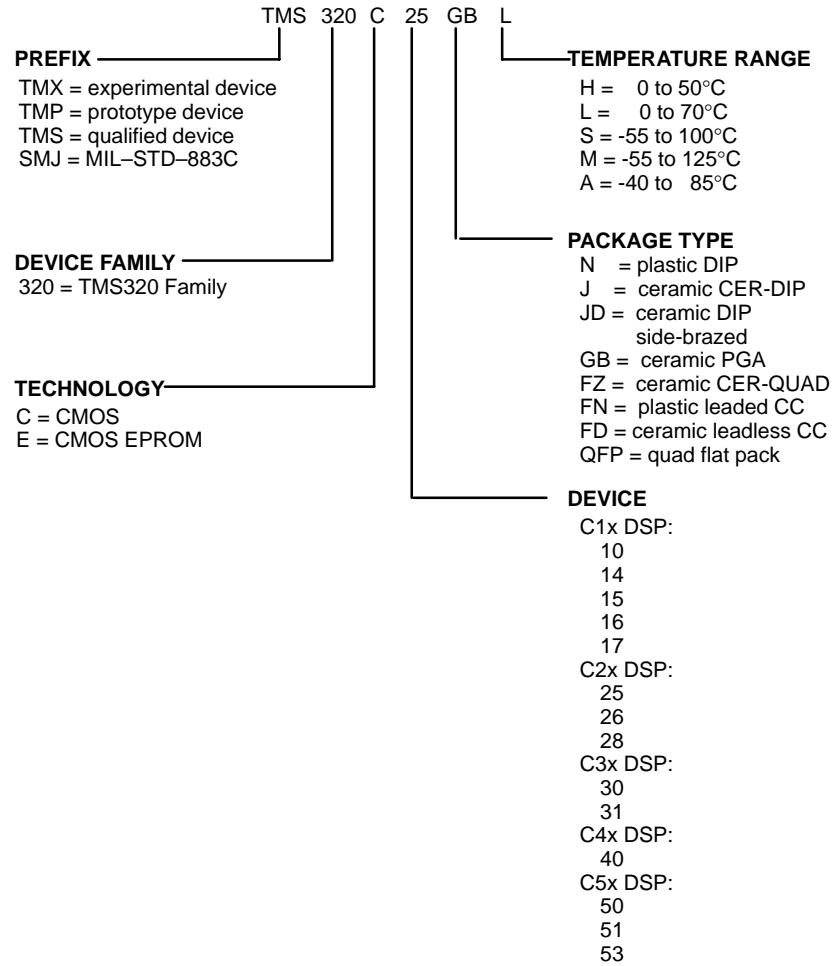 TMS 320 C 25 GB L
PREFIX
TMX = experimental device
TMP = prototype device
TMS = qualified device
SMJ = MIL–STD–883C
DEVICE FAMILY
320 = TMS320 Family
TECHNOLOGY
C = CMOS
E = CMOS EPROM
TEMPERATURE RANGE
H = 0 to 50°C
L = 0 to 70°C
S = -55 to 100°C
M = -55 to 125°C
A = -40 to 85°C
PACKAGE TYPE
N = plastic DIP
J = ceramic CER-DIP
JD = ceramic DIP
side-brazed
GB = ceramic PGA
FZ = ceramic CER-QUAD
FN = plastic leaded CC
FD = ceramic leadless CC
QFP = quad flat pack
DEVICE
C1x DSP:
10
14
15
16
17
C2x DSP:
25
26
28
C3x DSP:
30
31
C4x DSP:
40
C5x DSP:
50
51
53